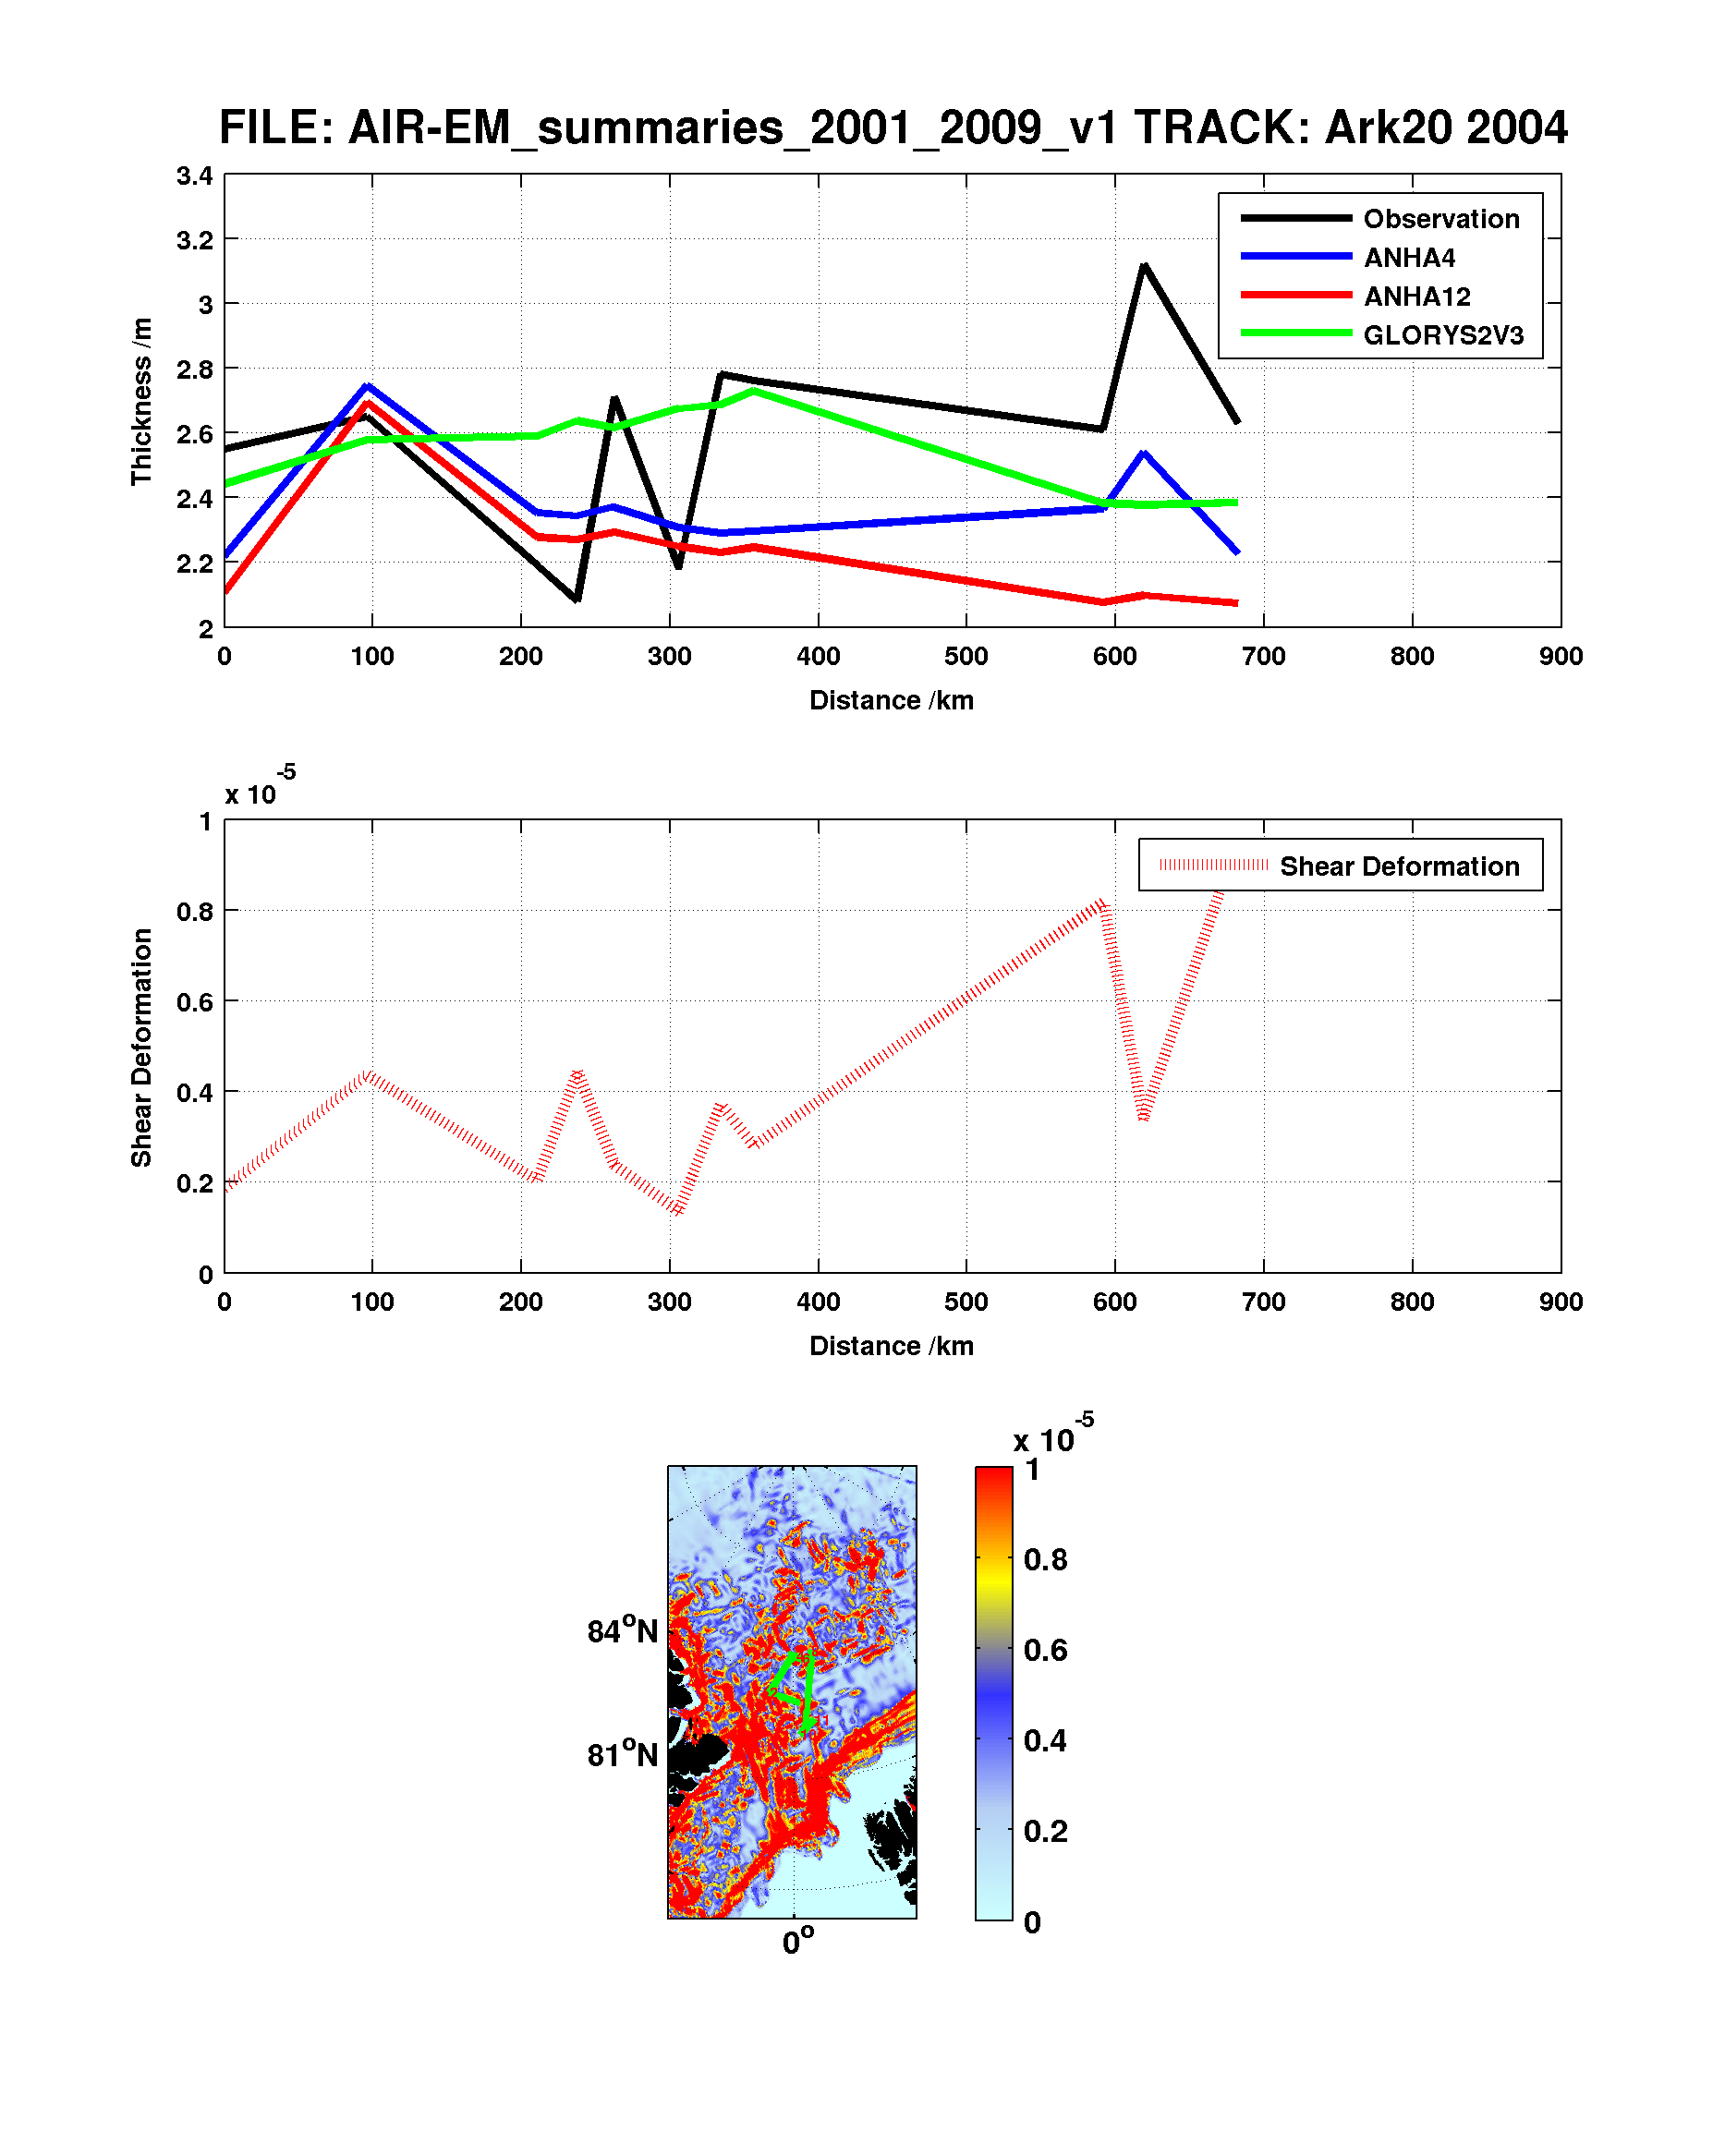 FILE: AIR-EM_summaries_2001_2009_v1 TRACK: Ark20 2004
3.4
3.2
3
2.8
2.6
2.4
2.2
2
Thickness /m
Observation
ANHA4
ANHA12
GLORYS2V3
0 100 200 300 400 500 600 700 800 900
Distance /km
x 10-5
1
0.8
0.6
0.4
0.2
0
Shear Deformation
Shear Deformation
0 100 200 300 400 500 600 700 800 900
Distance /km
84oN
81oN
0o
x 10-5
1
0.8
0.6
0.4
0.2
0